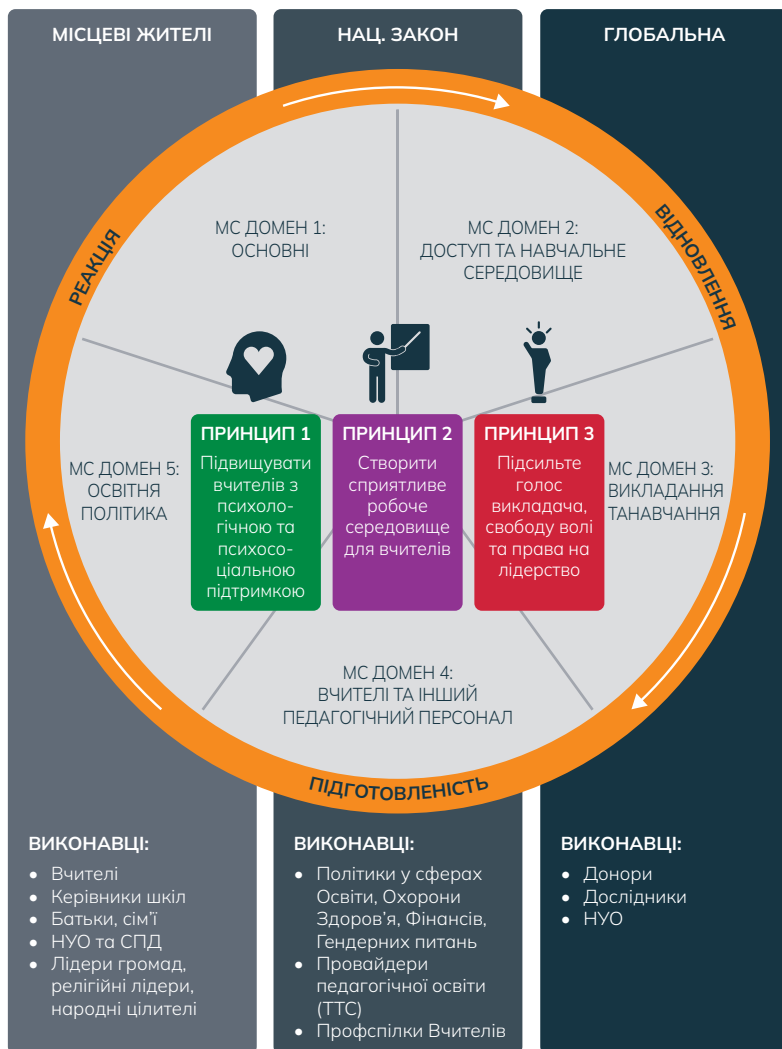 МІСЦЕВІ ЖИТЕЛІ
НАЦ. ЗАКОН
ГЛОБАЛЬНА
РЕАКЦІЯ
ВІДНОВЛЕННЯ
МС ДОМЕН 1:
ОСНОВНІ
МС ДОМЕН 2:
ДОСТУП ТА НАВЧАЛЬНЕ
СЕРЕДОВИЩЕ
МС ДОМЕН 5:
ОСВІТНЯ
ПОЛІТИКА
ПРИНЦИП 1
Підвищувати
вчителів з
психоло-
гічною та
психосо-
ціальною
підтримкою
ПРИНЦИП 2
Створити
сприятливе
робоче
середовище
для вчителів
ПРИНЦИП 3
Підсильте
голос
викладача,
свободу волі
та права на
лідерство
МС ДОМЕН 3:
ВИКЛАДАННЯ
ТАНАВЧАННЯ
МС ДОМЕН 4:
ВЧИТЕЛІ ТА ІНШИЙ
ПЕДАГОГІЧНИЙ ПЕРСОНАЛ
ПІДГОТОВЛЕНІСТЬ
ВИКОНАВЦІ:
• Вчителі
• Керівники шкіл
• Батьки, сім’ї
• НУО та СПД
• Лідери громад,
релігійні лідери,
народні цілителі
ВИКОНАВЦІ:
• Політики у сферах
Освіти, Охорони
Здоров’я, Фінансів,
Гендерних питань
• Провайдери
педагогічної освіти
(ТТС)
• Профспілки Вчителів
ВИКОНАВЦІ:
• Донори
• Дослідники
• НУО